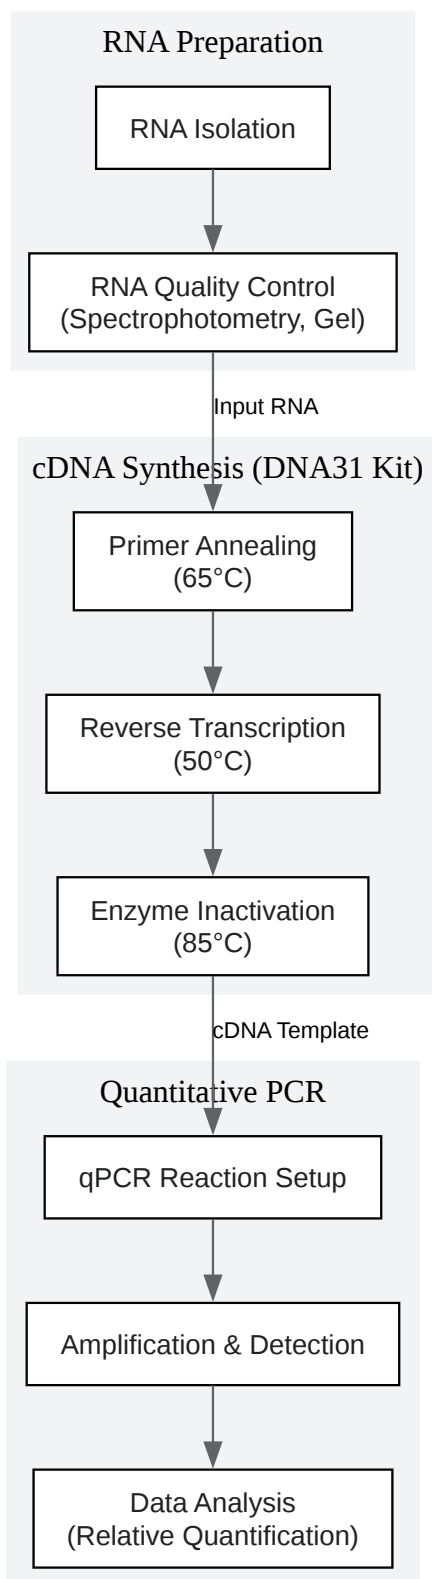 RNA Preparation
RNA Isolation
RNA Quality Control
(Spectrophotometry, Gel)
Input RNA
cDNA Synthesis (DNA31 Kit)
Primer Annealing
(65°C)
Reverse Transcription
(50°C)
Enzyme Inactivation
(85°C)
cDNA Template
Quantitative PCR
qPCR Reaction Setup
Amplification & Detection
Data Analysis
(Relative Quantification)